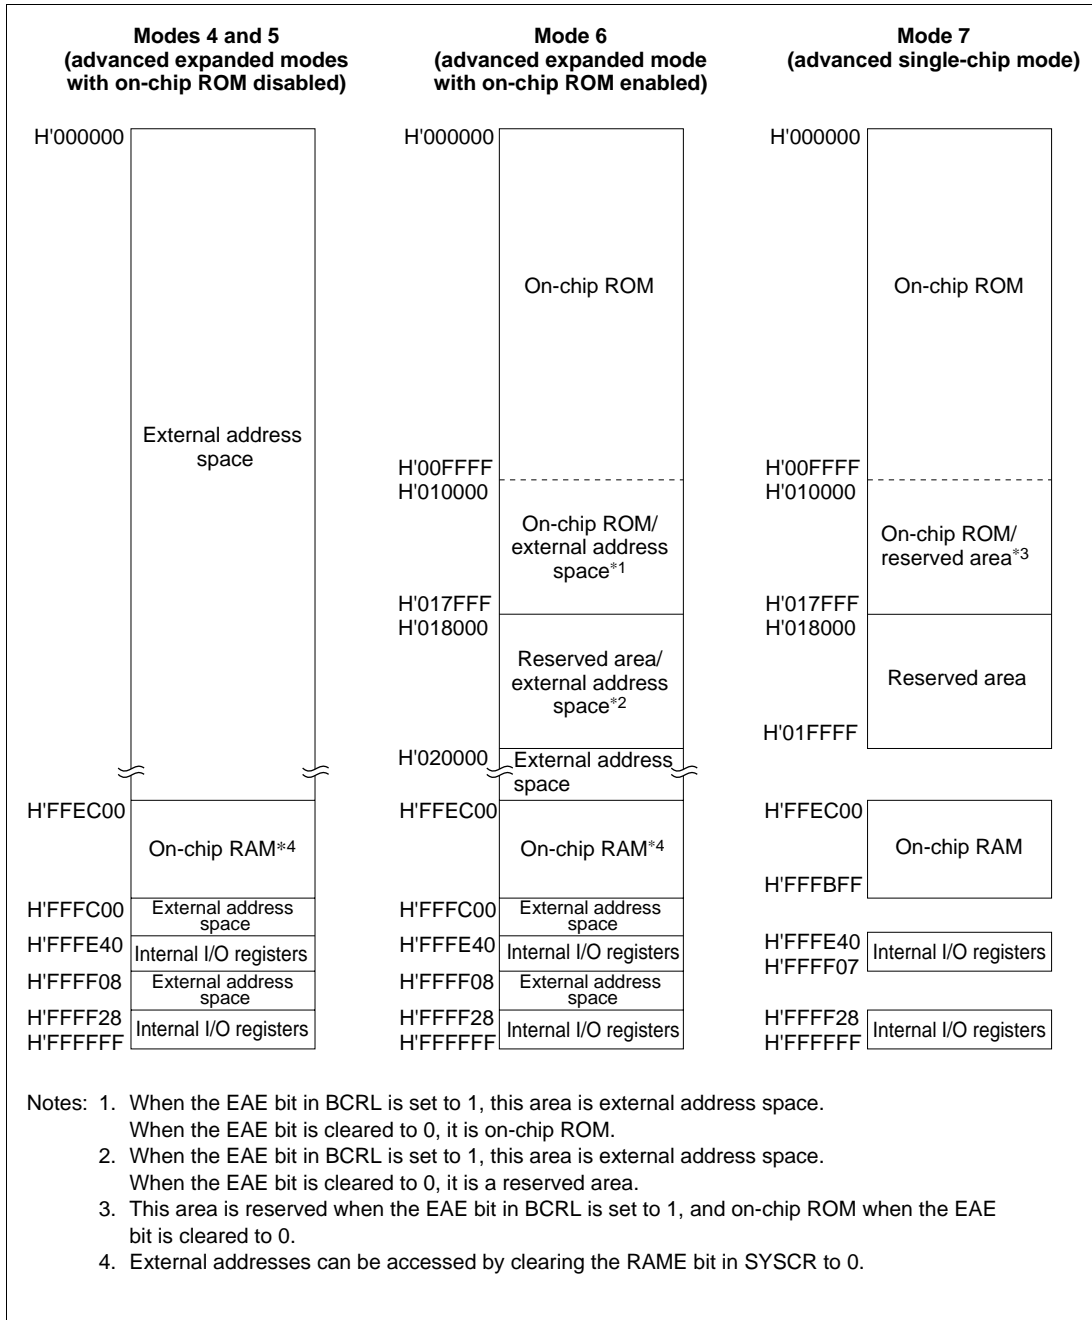 Modes 4 and 5
(advanced expanded modes
with on-chip ROM disabled)
H'000000
External address
space
H'FFEC00
On-chip RAM*4
H'FFFC00
External address
space
H'FFFE40
Internal I/O registers
H'FFFF08
External address
space
H'FFFF28
Internal I/O registers
H'FFFFFF
Mode 6
(advanced expanded mode
with on-chip ROM enabled)
H'000000
On-chip ROM
H'00FFFF
H'010000
On-chip ROM/
external address
space*1
H'017FFF
H'018000
Reserved area/
external address
space*2
H'020000
External address
space
H'FFEC00
On-chip RAM*4
H'FFFC00
External address
space
H'FFFE40
Internal I/O registers
H'FFFF08
External address
space
H'FFFF28
Internal I/O registers
H'FFFFFF
Mode 7
(advanced single-chip mode)
H'000000
On-chip ROM
H'00FFFF
H'010000
On-chip ROM/
reserved area*3
H'017FFF
H'018000
Reserved area
H'01FFFF
H'FFEC00
On-chip RAM
H'FFFBFF
H'FFFE40
Internal I/O registers
H'FFFF07
H'FFFF28
Internal I/O registers
H'FFFFFF
Notes: 1. When the EAE bit in BCRL is set to 1, this area is external address space.
When the EAE bit is cleared to 0, it is on-chip ROM.
2. When the EAE bit in BCRL is set to 1, this area is external address space.
When the EAE bit is cleared to 0, it is a reserved area.
3. This area is reserved when the EAE bit in BCRL is set to 1, and on-chip ROM when the EAE
bit is cleared to 0.
4. External addresses can be accessed by clearing the RAME bit in SYSCR to 0.